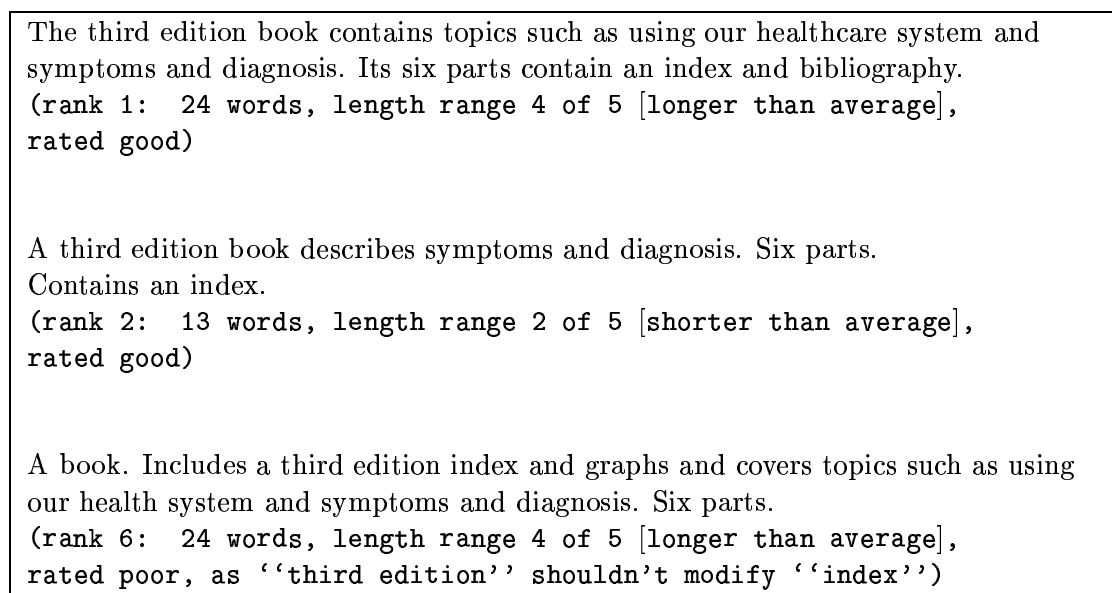 The third edition book contains topics such as using our healthcare system and
symptoms and diagnosis. Its six parts contain an index and bibliography.
(rank 1:  24 words, length range 4 of 5 [longer than average],
rated good)
A third edition book describes symptoms and diagnosis. Six parts.
Contains an index.
(rank 2:  13 words, length range 2 of 5 [shorter than average],
rated good)
A book. Includes a third edition index and graphs and covers topics such as using
our health system and symptoms and diagnosis. Six parts.
(rank 6:  24 words, length range 4 of 5 [longer than average],
rated poor, as ‘‘third edition’’ shouldn't modify ‘‘index’’)